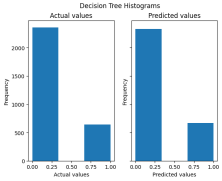 Decision Tree Histograms
Actual values
Predicted values
Frequency
2000
1500
1000
500
0
0.00 0.25 0.50 0.75 1.00
Actual values
Frequency
0.00 0.25 0.50 0.75 1.00
Predicted values